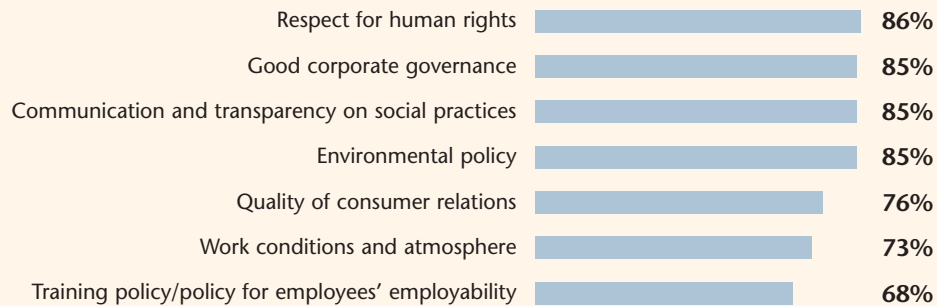 Respect for human rights 86%
Good corporate governance 85%
Communication and transparency on social practices 85%
Environmental policy 85%
Quality of consumer relations 76%
Work conditions and atmosphere 73%
Training policy/policy for employees’ employability 68%